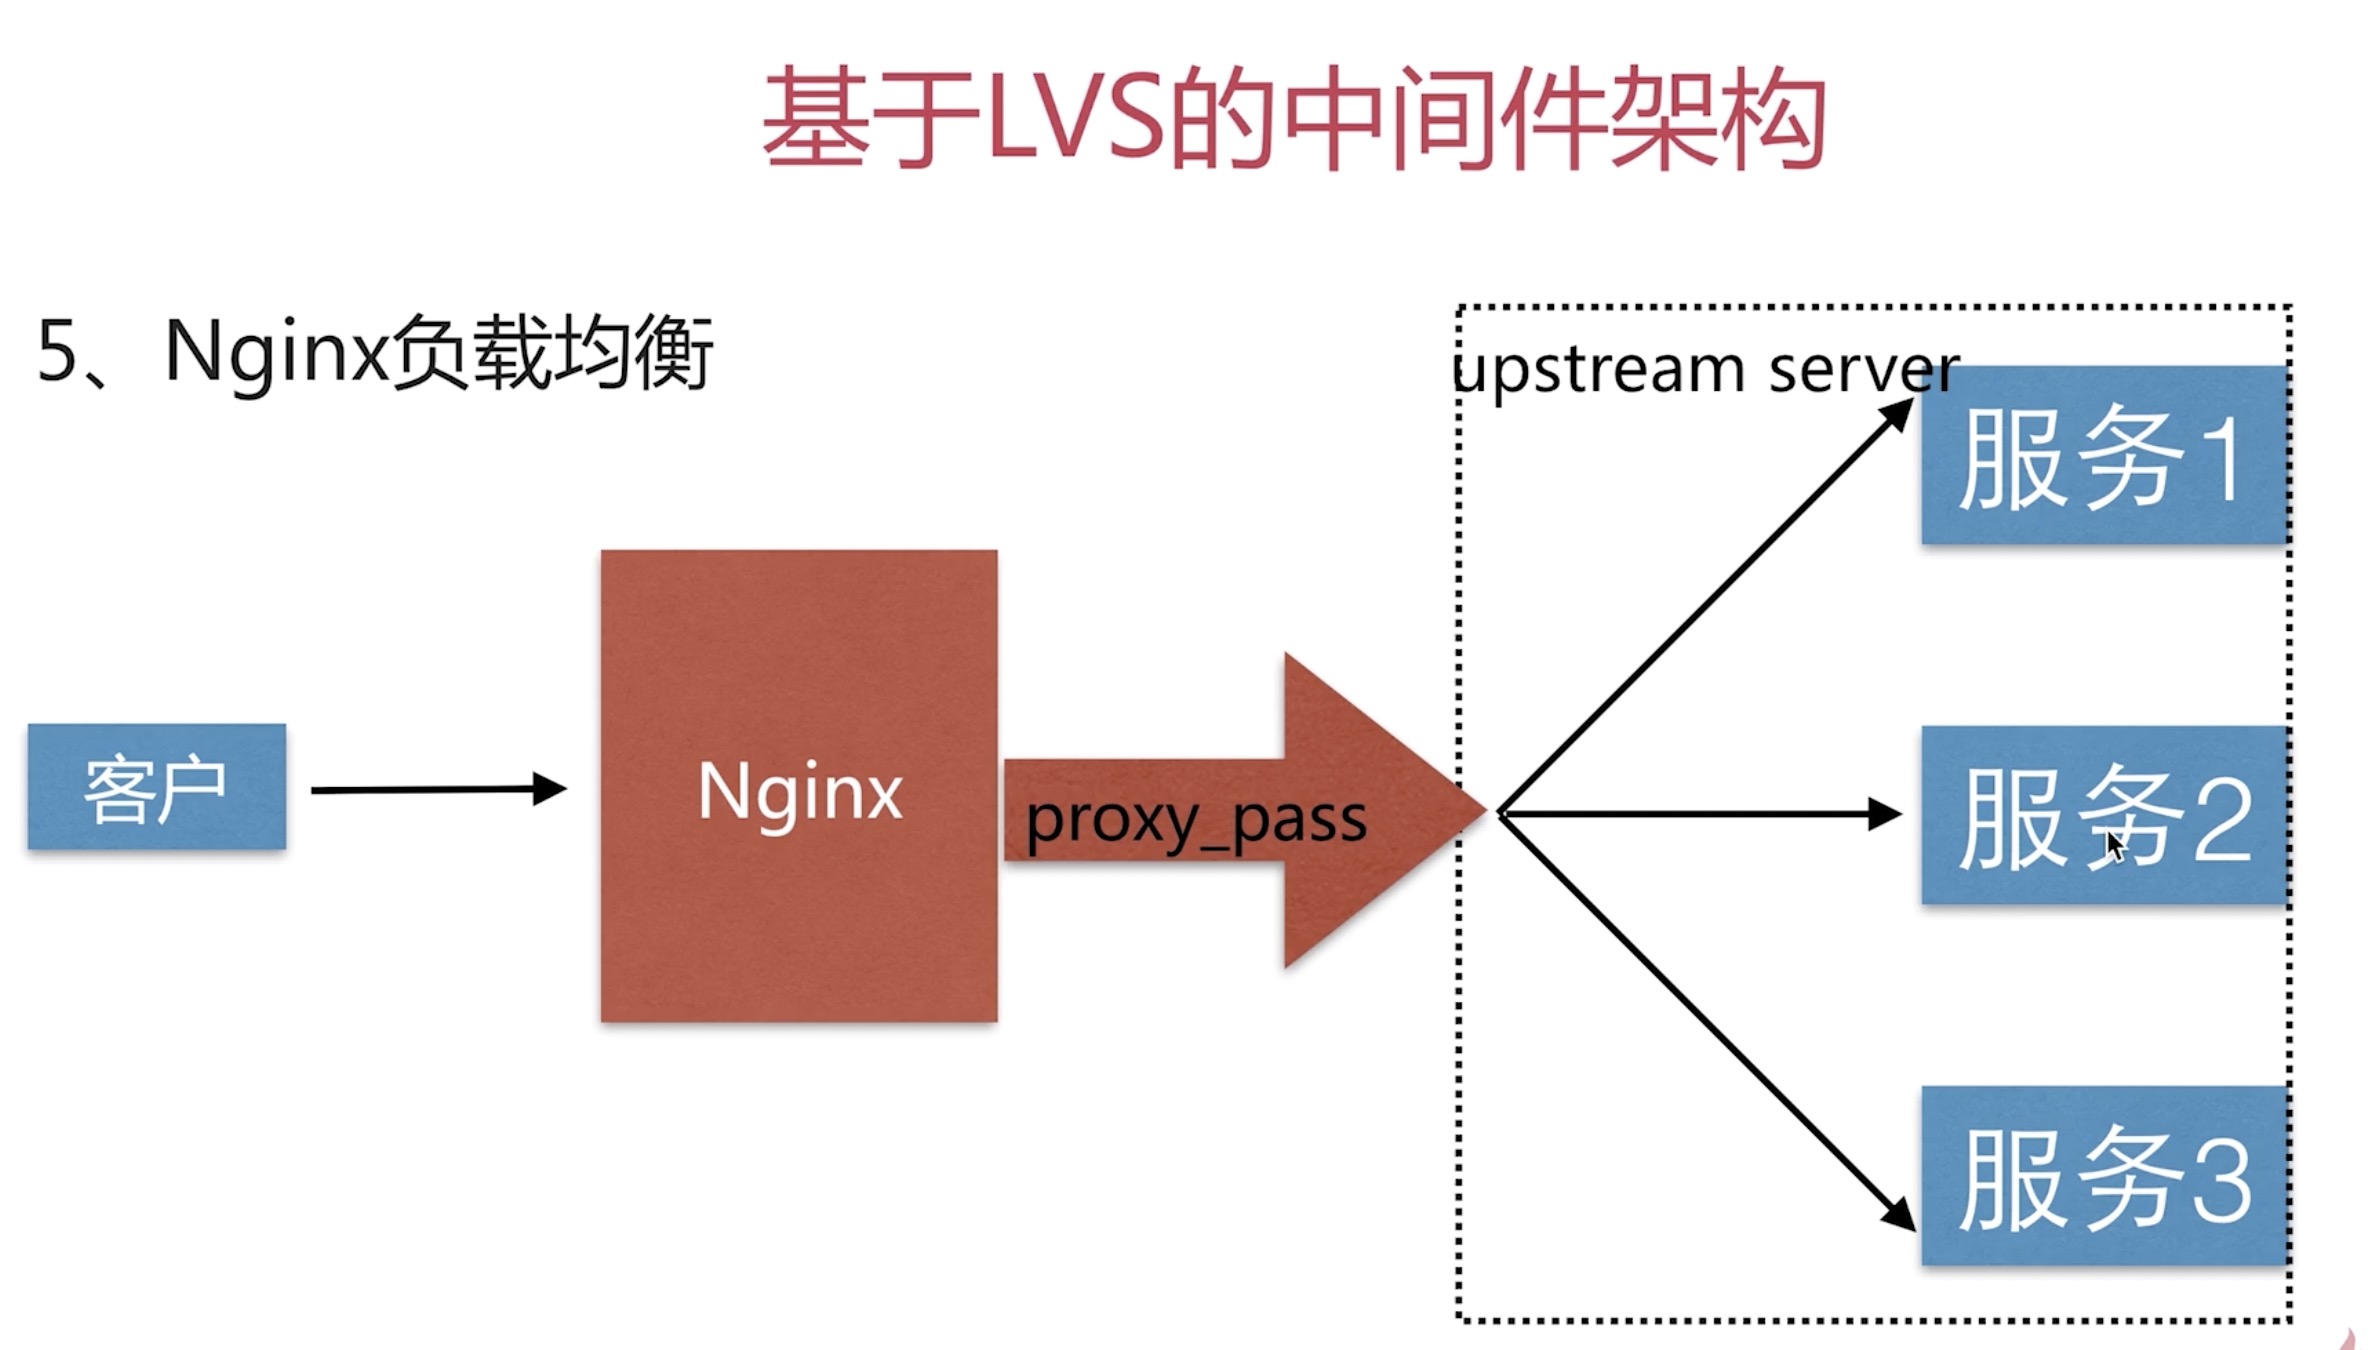 基于LVS的中间件架构
5、Nginx负载均衡
upstream server
服务1
客户
Nginx
proxy_pass
服务2
服务3